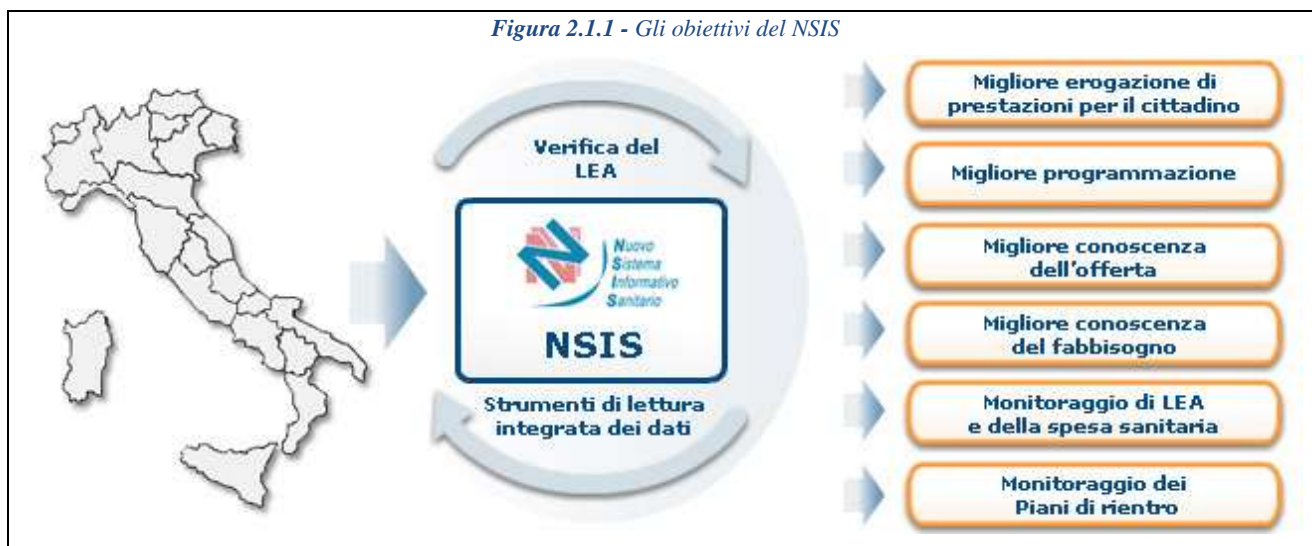 Figura 2.1.1 - Gli obiettivi del NSIS
Verifica del
LEA
Nuovo
Sistema
Informativo
Sanitario
NSIS
Strumenti di lettura
integrata dei dati
Migliore erogazione di
prestazioni per il cittadino
Migliore programmazione
Migliore conoscenza
dell'offerta
Migliore conoscenza
del fabbisogno
Monitoraggio di LEA
e della spesa sanitaria
Monitoraggio dei
Piani di rientro